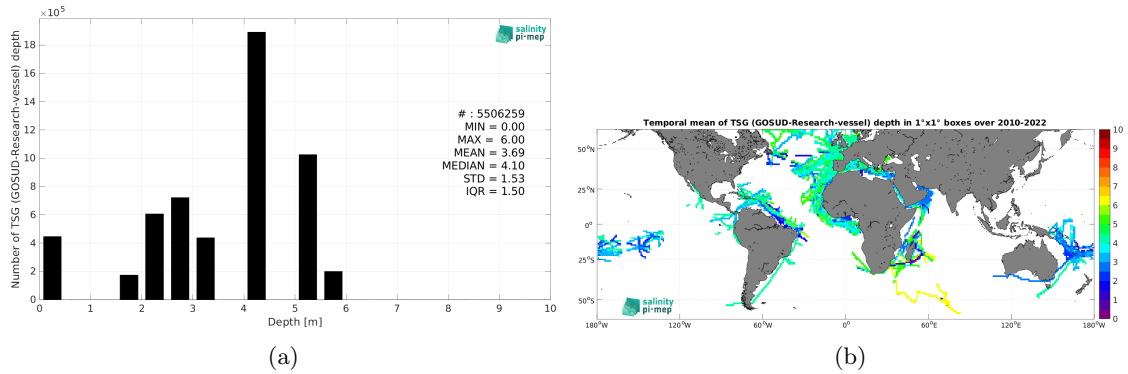 ×10⁵
18
16
14
12
10
8
6
4
2
0
Number of TSG (GOSUD-Research-vessel) depth
salinity
pi-mep
# : 5506259
MIN = 0.00
MAX = 6.00
MEAN = 3.69
MEDIAN = 4.10
STD = 1.53
IQR = 1.50
0 1 2 3 4 5 6 7 8 9 10
Depth [m]
(a)
Temporal mean of TSG (GOSUD-Research-vessel) depth in 1°x1° boxes over 2010-2022
50°N
25°N
0°
25°S
50°S
salinity
pi-mep
180°W 120°W 60°W 0° 60°E 120°E 180°W
10
9
8
7
6
5
4
3
2
1
0
(b)